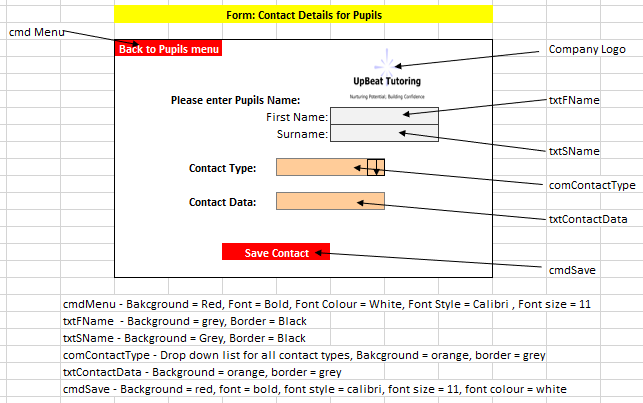 Form: Contact Details for Pupils
cmd Menu
Back to Pupils menu
Company Logo
UpBeat Tutoring
Nurturing Potential, Building Confidence
Please enter Pupils Name:
txtFName
First Name:
Surname:
txtSName
Contact Type:
comContactType
Contact Data:
txtContactData
Save Contact
cmdSave
cmdMenu - Bakcground = Red, Font = Bold, Font Colour = White, Font Style = Calibri , Font size = 11
txtFName - Background = grey, Border = Black
txtSName - Background = Grey, Border = Black
comContactType - Drop down list for all contact types, Bakcground = orange, border = grey
txtContactData - Background = orange, border = grey
cmdSave - Background = red, font = bold, font style = calibri, font size = 11, font colour = white